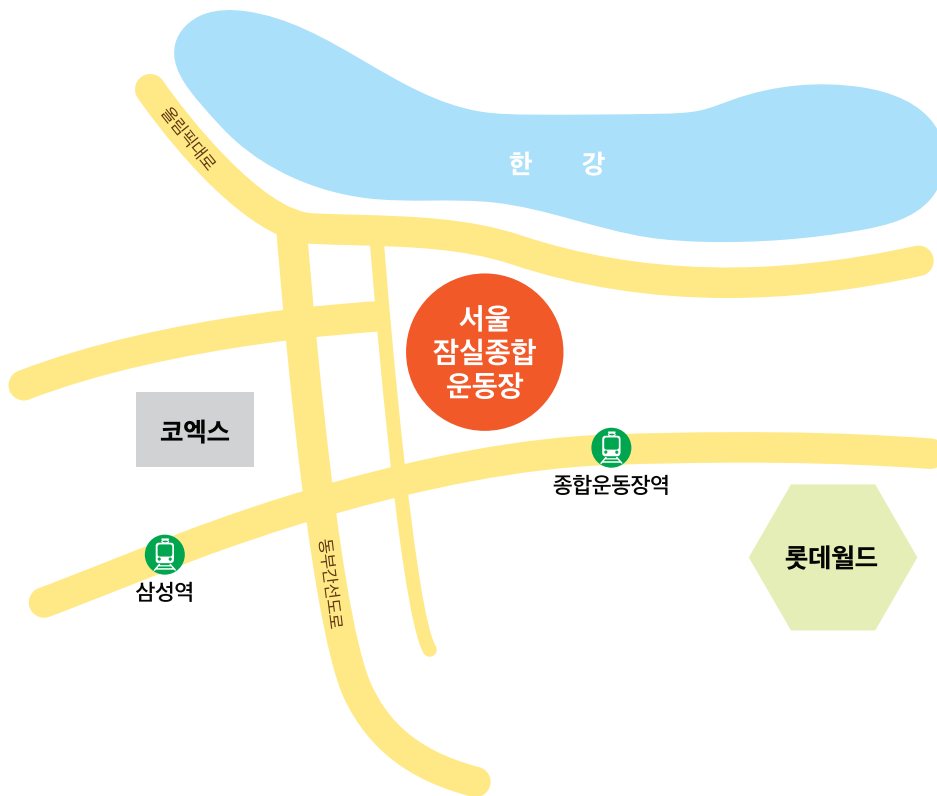 올림픽대로
한 강
서울
잠실종합
운동장
코엑스
종합운동장역
롯데월드
삼성역
동부간선도로